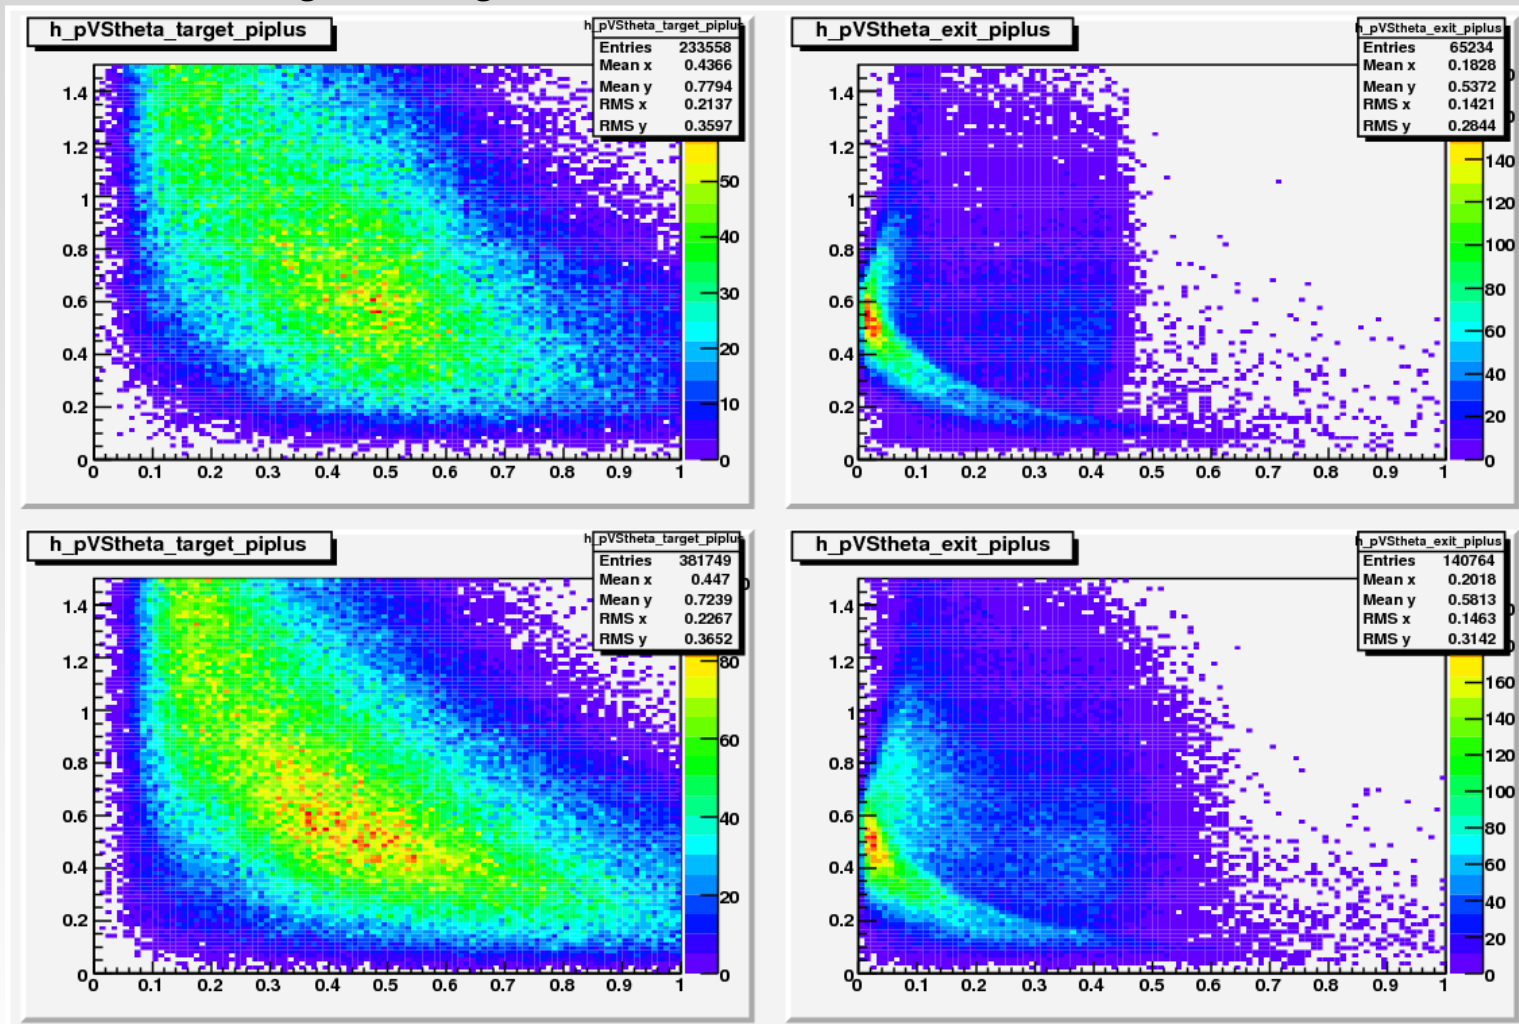 h_pVStheta_target_piplus
h_pVStheta_target_piplus
Entries 233558
Mean x 0.4366
Mean y 0.7794
RMS x 0.2137
RMS y 0.3597
1.4
1.2
1
0.8
0.6
0.4
0.2
0
0 0.1 0.2 0.3 0.4 0.5 0.6 0.7 0.8 0.9 1
50
40
30
20
10
0
h_pVStheta_exit_piplus
h_pVStheta_exit_piplus
Entries 65234
Mean x 0.1828
Mean y 0.5372
RMS x 0.1421
RMS y 0.2844
1.4
1.2
1
0.8
0.6
0.4
0.2
0
0 0.1 0.2 0.3 0.4 0.5 0.6 0.7 0.8 0.9 1
140
120
100
80
60
40
20
0
h_pVStheta_target_piplus
h_pVStheta_target_piplus
Entries 381749
Mean x 0.447
Mean y 0.7239
RMS x 0.2267
RMS y 0.3652
1.4
1.2
1
0.8
0.6
0.4
0.2
0
0 0.1 0.2 0.3 0.4 0.5 0.6 0.7 0.8 0.9 1
80
60
40
20
0
h_pVStheta_exit_piplus
h_pVStheta_exit_piplus
Entries 140764
Mean x 0.2018
Mean y 0.5813
RMS x 0.1463
RMS y 0.3142
1.4
1.2
1
0.8
0.6
0.4
0.2
0
0 0.1 0.2 0.3 0.4 0.5 0.6 0.7 0.8 0.9 1
160
140
120
100
80
60
40
20
0